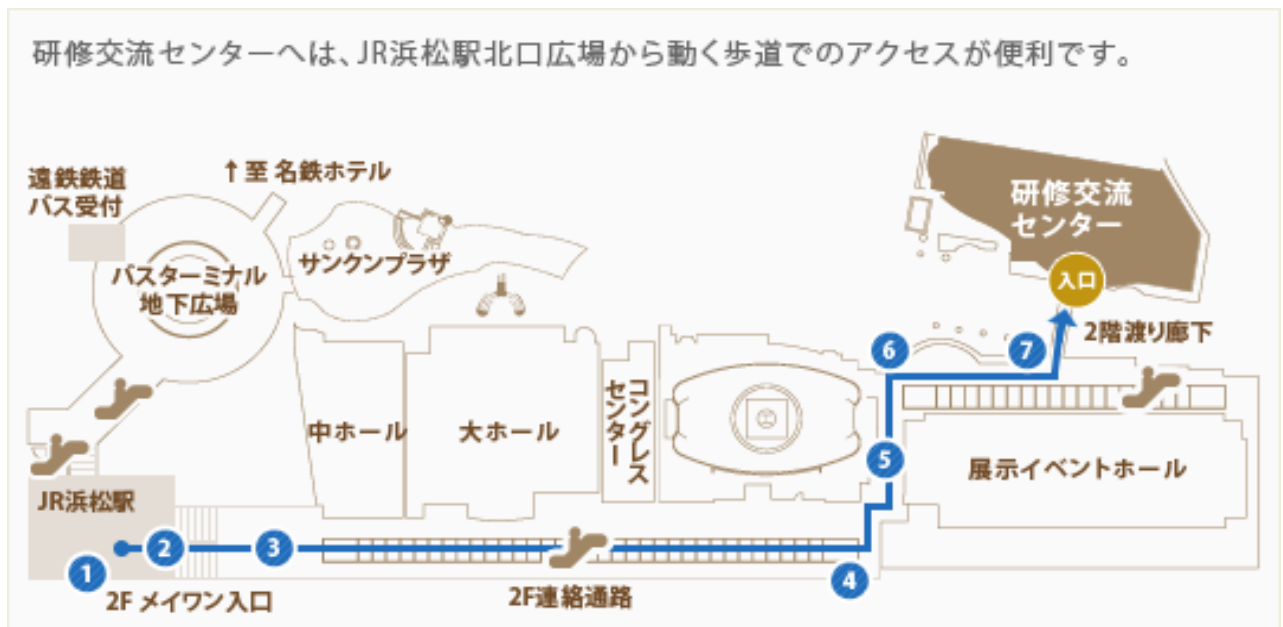 研修交流センターへは、JR浜松駅北口広場から動く歩道でのアクセスが便利です。
遠鉄鉄道
バス受付
↑至 名鉄ホテル
バスターミナル
地下広場
サンクンプラザ
研修交流
センター
入口
2階渡り廊下
中ホール
大ホール
コングレス
センター
展示イベントホール
JR浜松駅
1
2
3
4
5
6
7
2F メイワン入口
2F連絡通路